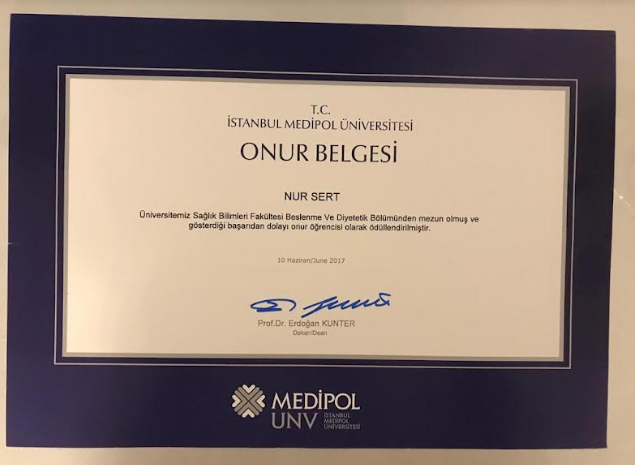 T.C.
İSTANBUL MEDİPOL ÜNİVERSİTESİ
ONUR BELGESİ
NUR SERT
Üniversitemiz Sağlık Bilimleri Fakültesi Beslenme Ve Diyetetik Bölümünden mezun olmuş ve
gösterdiği başarıdan dolayı onur öğrencisi olarak ödüllendirilmiştir.
10 Haziran/June 2017
Prof.Dr. Erdoğan KUNTER
Dekan/Dean
MEDİPOL
UNV
İSTANBUL
MEDİPOL
ÜNİVERSİTESİ